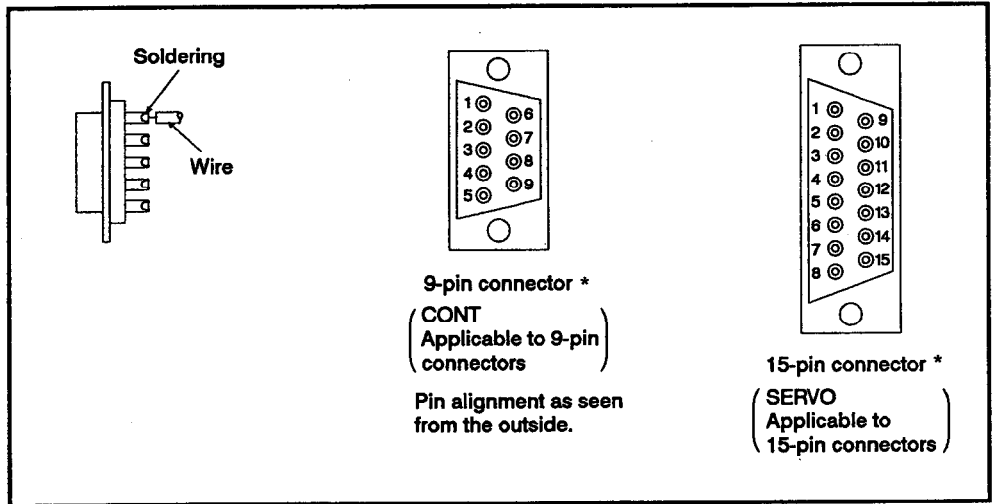 Soldering
Wire
1
2
3
4
5
6
7
8
9
9-pin connector *
CONT
Applicable to 9-pin
connectors
Pin alignment as seen
from the outside.
1
2
3
4
5
6
7
8
9
10
11
12
13
14
15
15-pin connector *
SERVO
Applicable to
15-pin connectors